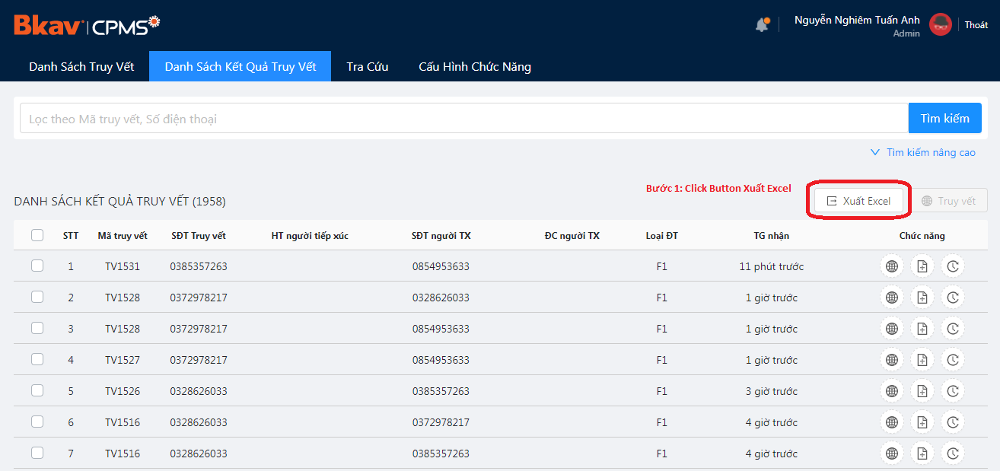 Bkav | CPMS
Nguyễn Nghiêm Tuấn Anh
Admin
Thoát
Danh Sách Truy Vết Danh Sách Kết Quả Truy Vết Tra Cứu Cấu Hình Chức Năng
Lọc theo Mã truy vết, Số điện thoại Tìm kiếm
Tìm kiếm nâng cao
Bước 1: Click Button Xuất Excel
DANH SÁCH KẾT QUẢ TRUY VẾT (1958) Xuất Excel Truy vết
STT Mã truy vết SĐT Truy vết HT người tiếp xúc SĐT người TX ĐC người TX Loại ĐT TG nhận Chức năng
1 TV1531 0385357263 0854953633 F1 11 phút trước
2 TV1528 0372978217 0328626033 F1 1 giờ trước
3 TV1528 0372978217 0854953633 F1 1 giờ trước
4 TV1527 0372978217 0854953633 F1 1 giờ trước
5 TV1526 0328626033 0385357263 F1 3 giờ trước
6 TV1516 0328626033 0372978217 F1 4 giờ trước
7 TV1516 0328626033 0385357263 F1 4 giờ trước